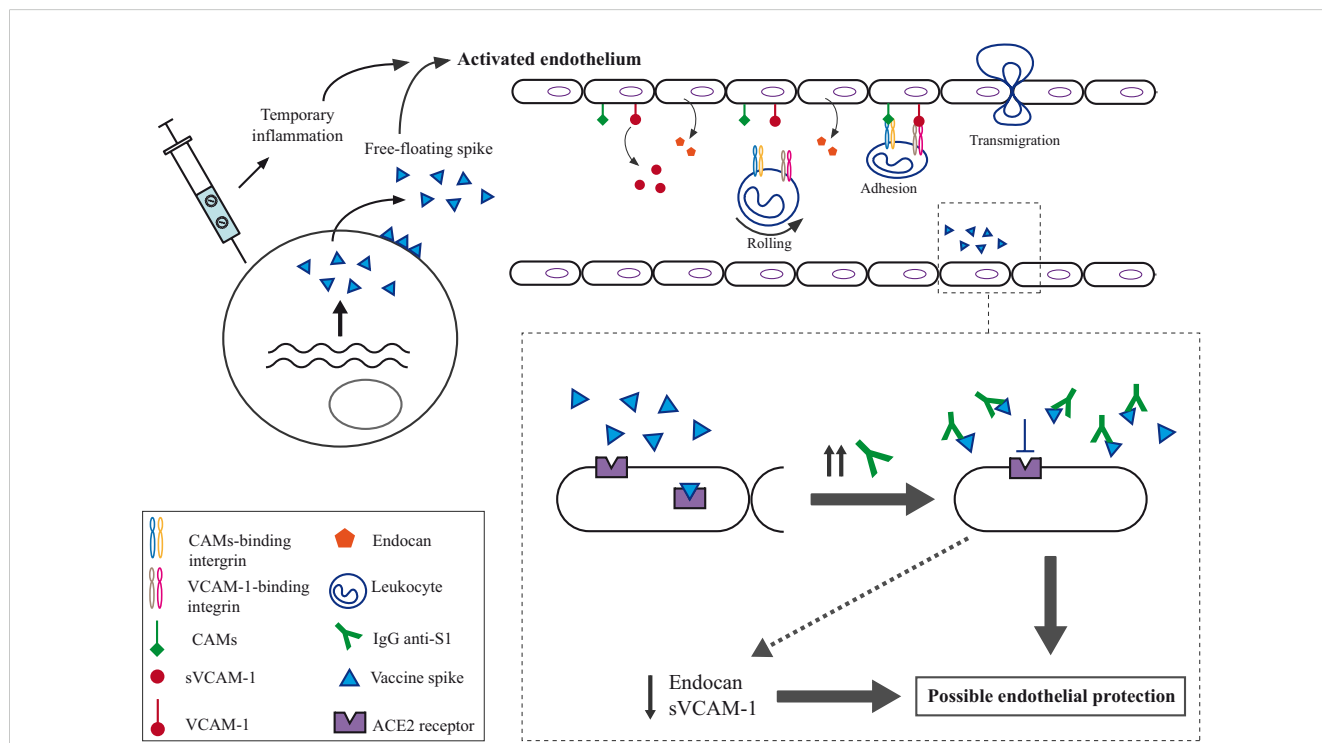 Activated endothelium
Temporary
inflammation
Free-floating spike
Transmigration
Adhesion
Rolling
CAMs-binding
intergrin
VCAM-1-binding
integrin
CAMs
sVCAM-1
VCAM-1
Endocan
Leukocyte
IgG anti-S1
Vaccine spike
ACE2 receptor
Endocan
sVCAM-1
Possible endothelial protection